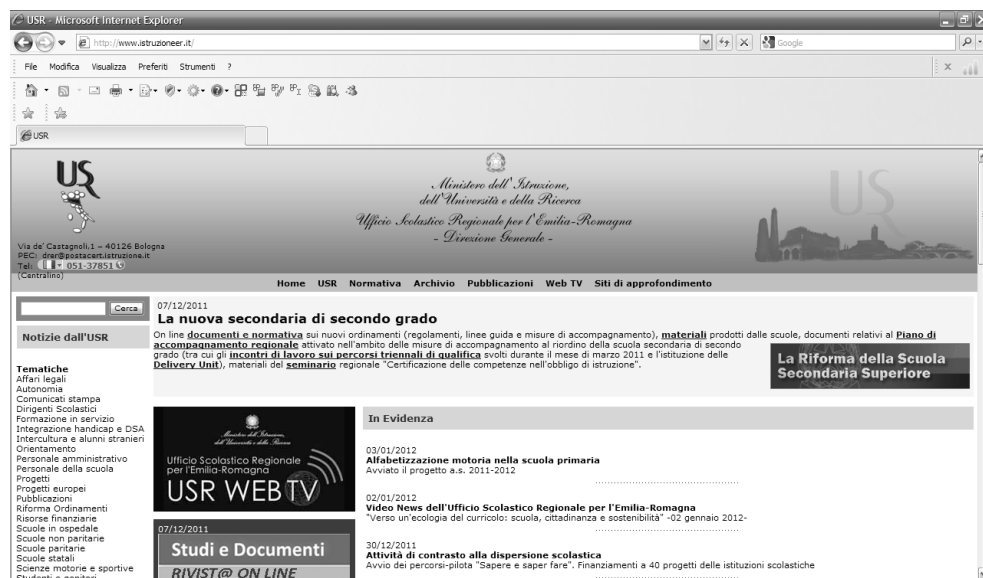 USR - Microsoft Internet Explorer
http://www.istruzioneer.it/
Google
File Modifica Visualizza Preferiti Strumenti ?
USR
US
Ministero dell' Istruzione,
dell' Università e della Ricerca
Ufficio Scolastico Regionale per l' Emilia-Romagna
- Direzione Generale -
US
Via de' Castagnoli,1 – 40126 Bologna
PEC: drer@postacert.istruzione.it
Tel: 051-37851
(Centralino)
Home USR Normativa Archivio Pubblicazioni Web TV Siti di approfondimento
Cerca
Notizie dall'USR
Tematiche
Affari legali
Autonomia
Comunicati stampa
Dirigenti Scolastici
Formazione in servizio
Integrazione handicap e DSA
Intercultura e alunni stranieri
Orientamento
Personale amministrativo
Personale della scuola
Progetti
Progetti europei
Pubblicazioni
Riforma Ordinamenti
Risorse finanziarie
Scuole in ospedale
Scuole non paritarie
Scuole paritarie
Scuole statali
Scienze motorie e sportive
Studenti e genitori
07/12/2011
La nuova secondaria di secondo grado
On line documenti e normativa sui nuovi ordinamenti (regolamenti, linee guida e misure di accompagnamento), materiali prodotti dalle scuole, documenti relativi al Piano di
accompagnamento regionale attivato nell'ambito delle misure di accompagnamento al riordino della scuola secondaria di secondo
grado (tra cui gli incontri di lavoro sui percorsi triennali di qualifica svolti durante il mese di marzo 2011 e l'istituzione delle
Delivery Unit), materiali del seminario regionale "Certificazione delle competenze nell'obbligo di istruzione".
La Riforma della Scuola
Secondaria Superiore
Ministero dell' Istruzione,
dell' Università e della Ricerca
Ufficio Scolastico Regionale
per l'Emilia-Romagna
USR WEB TV
07/12/2011
Studi e Documenti
RIVIST@ ON LINE
In Evidenza
03/01/2012
Alfabetizzazione motoria nella scuola primaria
Avviato il progetto a.s. 2011-2012
02/01/2012
Video News dell'Ufficio Scolastico Regionale per l'Emilia-Romagna
"Verso un'ecologia del curricolo: scuola, cittadinanza e sostenibilità" -02 gennaio 2012-
30/12/2011
Attività di contrasto alla dispersione scolastica
Avvio dei percorsi-pilota "Sapere e saper fare". Finanziamenti a 40 progetti delle istituzioni scolastiche